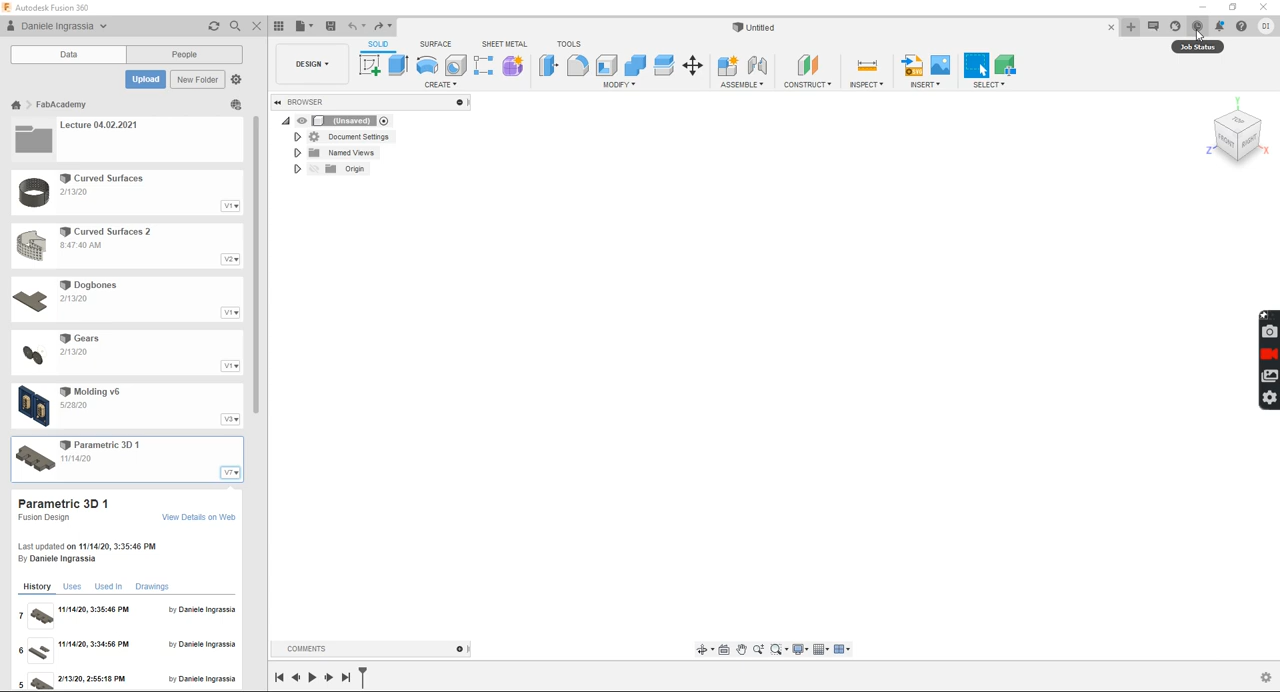 Autodesk Fusion 360
Daniele Ingrassia
Untitled
Job Status
Data People
Upload New Folder
FabAcademy
Lecture 04.02.2021
Curved Surfaces
2/13/20
V1
Curved Surfaces 2
8:47:40 AM
V2
Dogbones
2/13/20
V1
Gears
2/13/20
V1
Molding v6
5/28/20
V3
Parametric 3D 1
11/14/20
V7
Parametric 3D 1
Fusion Design View Details on Web
Last updated on 11/14/20, 3:35:46 PM
By Daniele Ingrassia
History Uses Used In Drawings
7 11/14/20, 3:35:46 PM by Daniele Ingrassia
6 11/14/20, 3:34:56 PM by Daniele Ingrassia
5 2/13/20, 2:55:18 PM by Daniele Ingrassia
SOLID SURFACE SHEET METAL TOOLS
DESIGN
CREATE MODIFY ASSEMBLE CONSTRUCT INSPECT INSERT SELECT
BROWSER
(Unsaved)
Document Settings
Named Views
Origin
Y
TOP
FRONT RIGHT
Z X
DI
COMMENTS